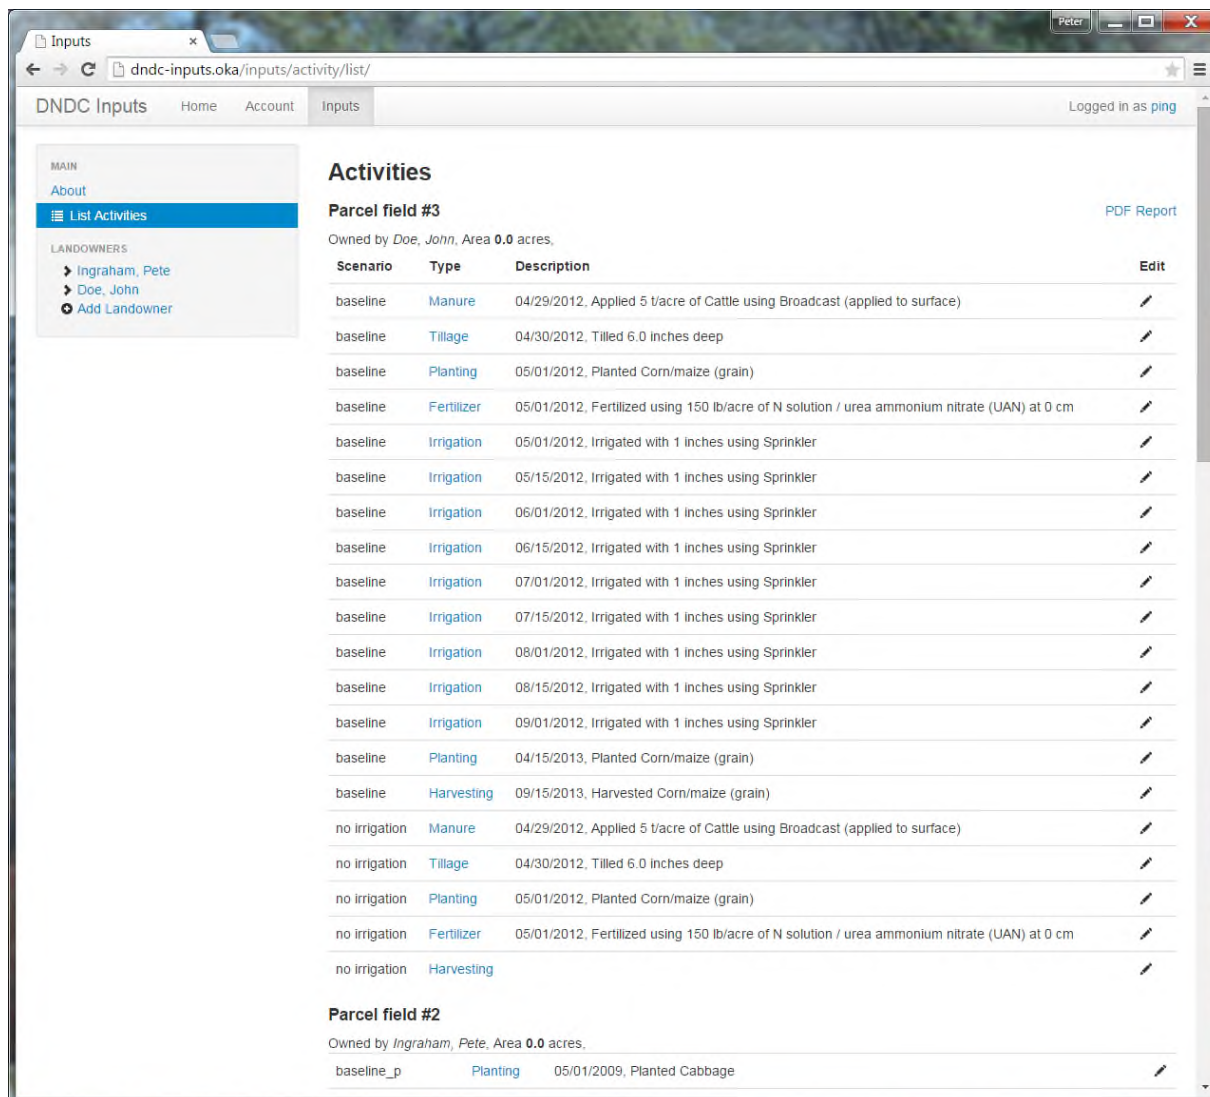 Peter
Inputs
dndc-inputs.oka/inputs/activity/list/
DNDC Inputs Home Account Inputs Logged in as ping
MAIN
About
List Activities
LANDOWNERS
Ingraham, Pete
Doe, John
Add Landowner
Activities
Parcel field #3 PDF Report
Owned by Doe, John, Area 0.0 acres,
Scenario Type Description Edit
baseline Manure 04/29/2012, Applied 5 t/acre of Cattle using Broadcast (applied to surface)
baseline Tillage 04/30/2012, Tilled 6.0 inches deep
baseline Planting 05/01/2012, Planted Corn/maize (grain)
baseline Fertilizer 05/01/2012, Fertilized using 150 lb/acre of N solution / urea ammonium nitrate (UAN) at 0 cm
baseline Irrigation 05/01/2012, Irrigated with 1 inches using Sprinkler
baseline Irrigation 05/15/2012, Irrigated with 1 inches using Sprinkler
baseline Irrigation 06/01/2012, Irrigated with 1 inches using Sprinkler
baseline Irrigation 06/15/2012, Irrigated with 1 inches using Sprinkler
baseline Irrigation 07/01/2012, Irrigated with 1 inches using Sprinkler
baseline Irrigation 07/15/2012, Irrigated with 1 inches using Sprinkler
baseline Irrigation 08/01/2012, Irrigated with 1 inches using Sprinkler
baseline Irrigation 08/15/2012, Irrigated with 1 inches using Sprinkler
baseline Irrigation 09/01/2012, Irrigated with 1 inches using Sprinkler
baseline Planting 04/15/2013, Planted Corn/maize (grain)
baseline Harvesting 09/15/2013, Harvested Corn/maize (grain)
no irrigation Manure 04/29/2012, Applied 5 t/acre of Cattle using Broadcast (applied to surface)
no irrigation Tillage 04/30/2012, Tilled 6.0 inches deep
no irrigation Planting 05/01/2012, Planted Corn/maize (grain)
no irrigation Fertilizer 05/01/2012, Fertilized using 150 lb/acre of N solution / urea ammonium nitrate (UAN) at 0 cm
no irrigation Harvesting
Parcel field #2
Owned by Ingraham, Pete, Area 0.0 acres,
baseline_p Planting 05/01/2009, Planted Cabbage